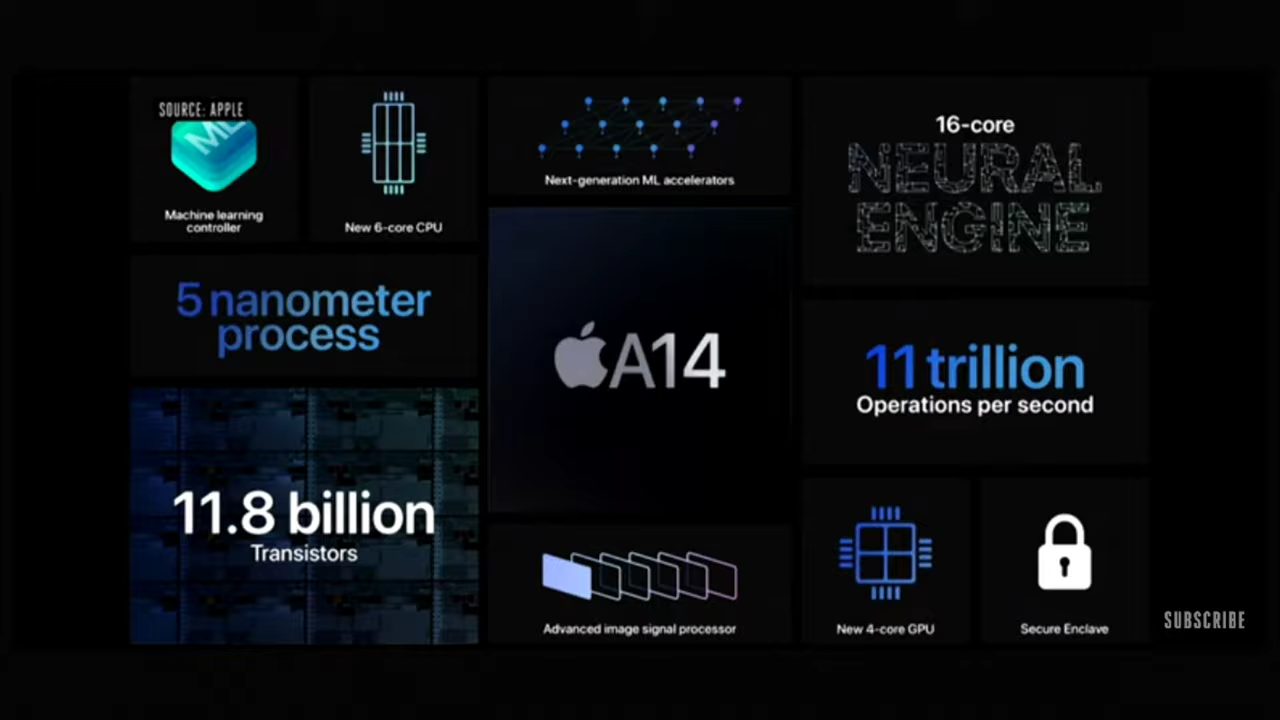 SOURCE: APPLE
ML
Machine learning
controller
New 6-core CPU
Next-generation ML accelerators
16-core
NEURAL
ENGINE
5 nanometer
process
A14
11 trillion
Operations per second
11.8 billion
Transistors
Advanced image signal processor
New 4-core GPU
Secure Enclave
SUBSCRIBE